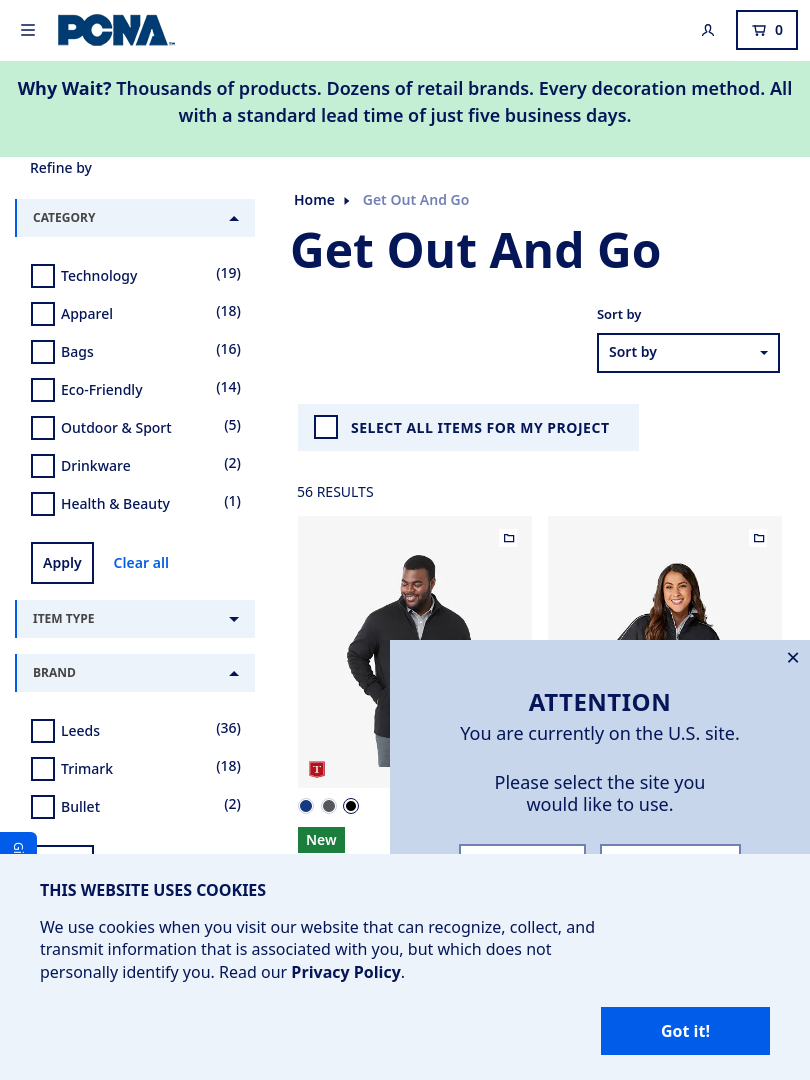 PCNA
0
Why Wait? Thousands of products. Dozens of retail brands. Every decoration method. All
with a standard lead time of just five business days.
Refine by
CATEGORY
Technology (19)
Apparel (18)
Bags (16)
Eco-Friendly (14)
Outdoor & Sport (5)
Drinkware (2)
Health & Beauty (1)
Apply Clear all
ITEM TYPE
BRAND
Leeds (36)
Trimark (18)
Bullet (2)
Home Get Out And Go
Get Out And Go
Sort by
Sort by
SELECT ALL ITEMS FOR MY PROJECT
56 RESULTS
T
New
ATTENTION
You are currently on the U.S. site.
Please select the site you
would like to use.
THIS WEBSITE USES COOKIES
We use cookies when you visit our website that can recognize, collect, and
transmit information that is associated with you, but which does not
personally identify you. Read our Privacy Policy.
Got it!